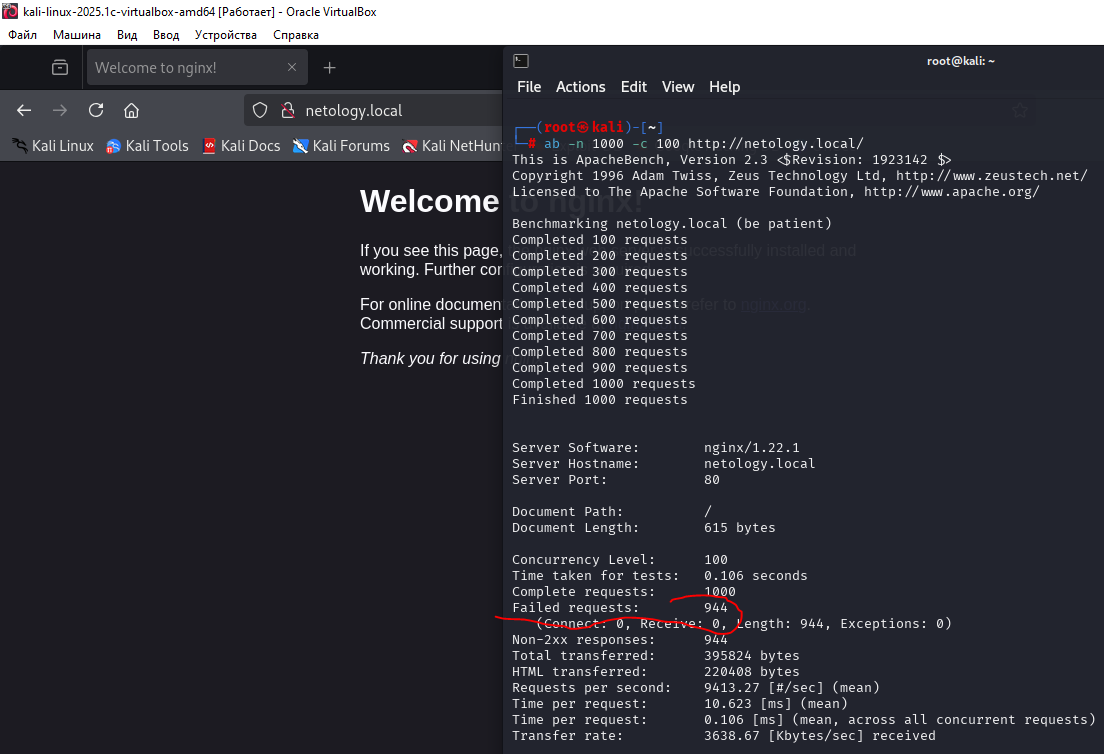 kali-linux-2025.1c-virtualbox-amd64 [Работает] - Oracle VirtualBox
Файл Машина Вид Ввод Устройства Справка
Welcome to nginx!
root@kali: ~
File Actions Edit View Help
netology.local
Kali Linux Kali Tools Kali Docs Kali Forums Kali NetHun
Welcome to nginx!
If you see this page, successfully installed and
working. Further
For online refer to nginx.org.
Commercial support
Thank you for using
(root㉿kali)-[~]
# ab -n 1000 -c 100 http://netology.local/
This is ApacheBench, Version 2.3 <$Revision: 1923142 $>
Copyright 1996 Adam Twiss, Zeus Technology Ltd, http://www.zeustech.net/
Licensed to The Apache Software Foundation, http://www.apache.org/
Benchmarking netology.local (be patient)
Completed 100 requests
Completed 200 requests
Completed 300 requests
Completed 400 requests
Completed 500 requests
Completed 600 requests
Completed 700 requests
Completed 800 requests
Completed 900 requests
Completed 1000 requests
Finished 1000 requests
Server Software: nginx/1.22.1
Server Hostname: netology.local
Server Port: 80
Document Path: /
Document Length: 615 bytes
Concurrency Level: 100
Time taken for tests: 0.106 seconds
Complete requests: 1000
Failed requests: 944
(Connect: 0, Receive: 0, Length: 944, Exceptions: 0)
Non-2xx responses: 944
Total transferred: 395824 bytes
HTML transferred: 220408 bytes
Requests per second: 9413.27 [#/sec] (mean)
Time per request: 10.623 [ms] (mean)
Time per request: 0.106 [ms] (mean, across all concurrent requests)
Transfer rate: 3638.67 [Kbytes/sec] received